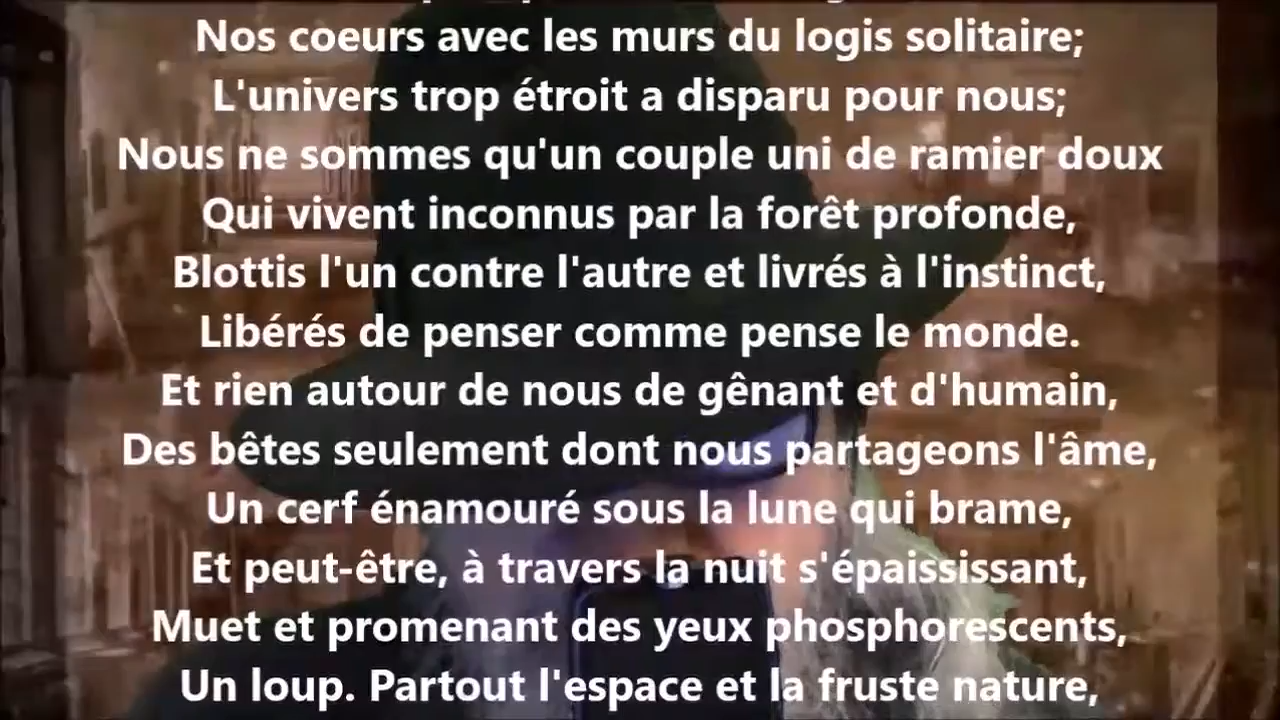 Nos coeurs avec les murs du logis solitaire;
L'univers trop étroit a disparu pour nous;
Nous ne sommes qu'un couple uni de ramier doux
Qui vivent inconnus par la forêt profonde,
Blottis l'un contre l'autre et livrés à l'instinct,
Libérés de penser comme pense le monde.
Et rien autour de nous de gênant et d'humain,
Des bêtes seulement dont nous partageons l'âme,
Un cerf énamouré sous la lune qui brame,
Et peut-être, à travers la nuit s'épaississant,
Muet et promenant des yeux phosphorescents,
Un loup. Partout l'espace et la fruste nature,